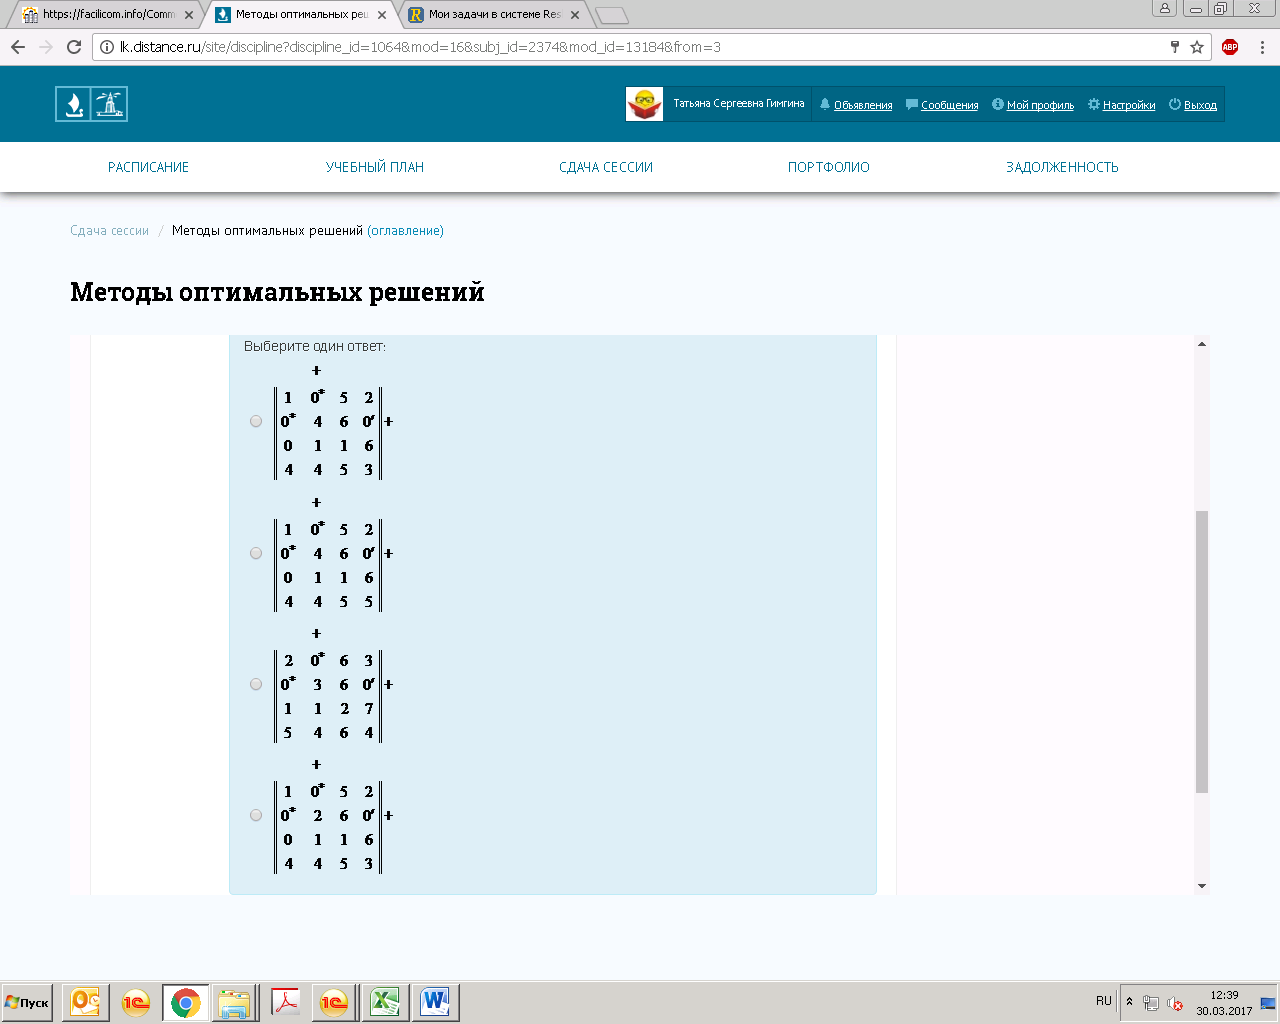 https://facilicom.info/Comm
Методы оптимальных реш
Мои задачи в системе Res
lk.distance.ru/site/discipline?discipline_id=1064&mod=16&subj_id=2374&mod_id=13184&from=3
ABP
Татьяна Сергеевна Гимгина
Объявления
Сообщения
Мой профиль
Настройки
Выход
РАСПИСАНИЕ
УЧЕБНЫЙ ПЛАН
СДАЧА СЕССИИ
ПОРТФОЛИО
ЗАДОЛЖЕННОСТЬ
Сдача сессии / Методы оптимальных решений (оглавление)
Методы оптимальных решений
Выберите один ответ:
+
1 0* 5 2
0* 4 6 0′ +
0 1 1 6
4 4 5 3
+
1 0* 5 2
0* 4 6 0′ +
0 1 1 6
4 4 5 5
+
2 0* 6 3
0* 3 6 0′ +
1 1 2 7
5 4 6 4
+
1 0* 5 2
0* 2 6 0′ +
0 1 1 6
4 4 5 3
Пуск
RU
12:39
30.03.2017